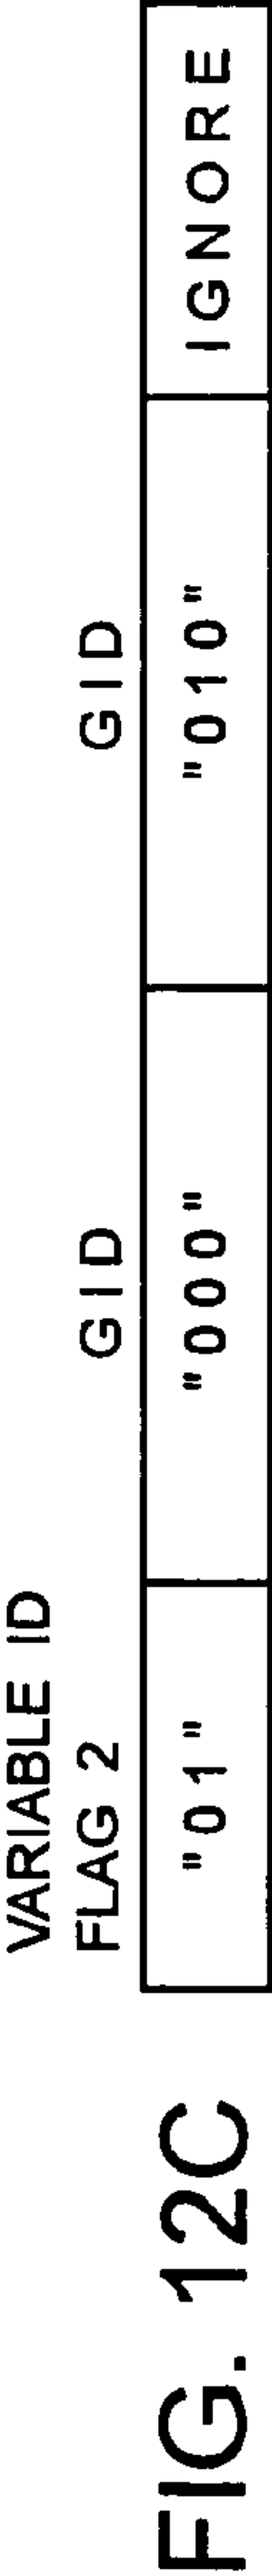 VARIABLE ID
FLAG 2 GID GID
"01" "000" "010" IGNORE
FIG. 12C